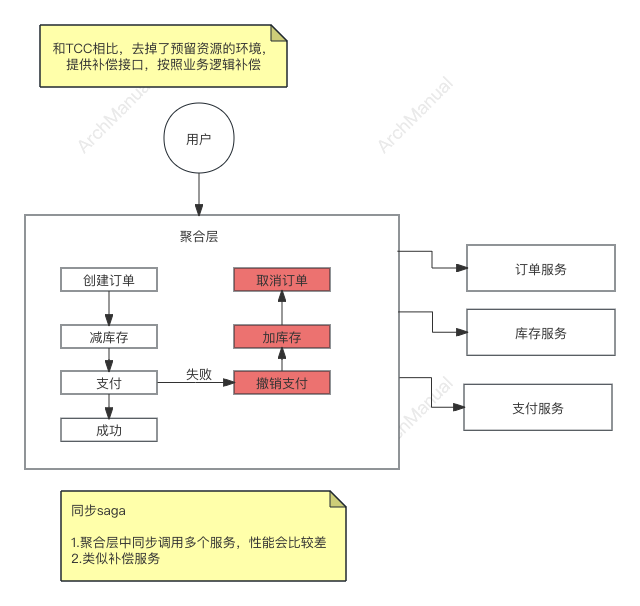 和TCC相比，去掉了预留资源的环境，
提供补偿接口，按照业务逻辑补偿
ArchManual
ArchManual
用户
聚合层
创建订单
取消订单
订单服务
减库存
加库存
库存服务
支付
失败
撤销支付
支付服务
成功
ArchManual
同步saga
1.聚合层中同步调用多个服务，性能会比较差
2.类似补偿服务